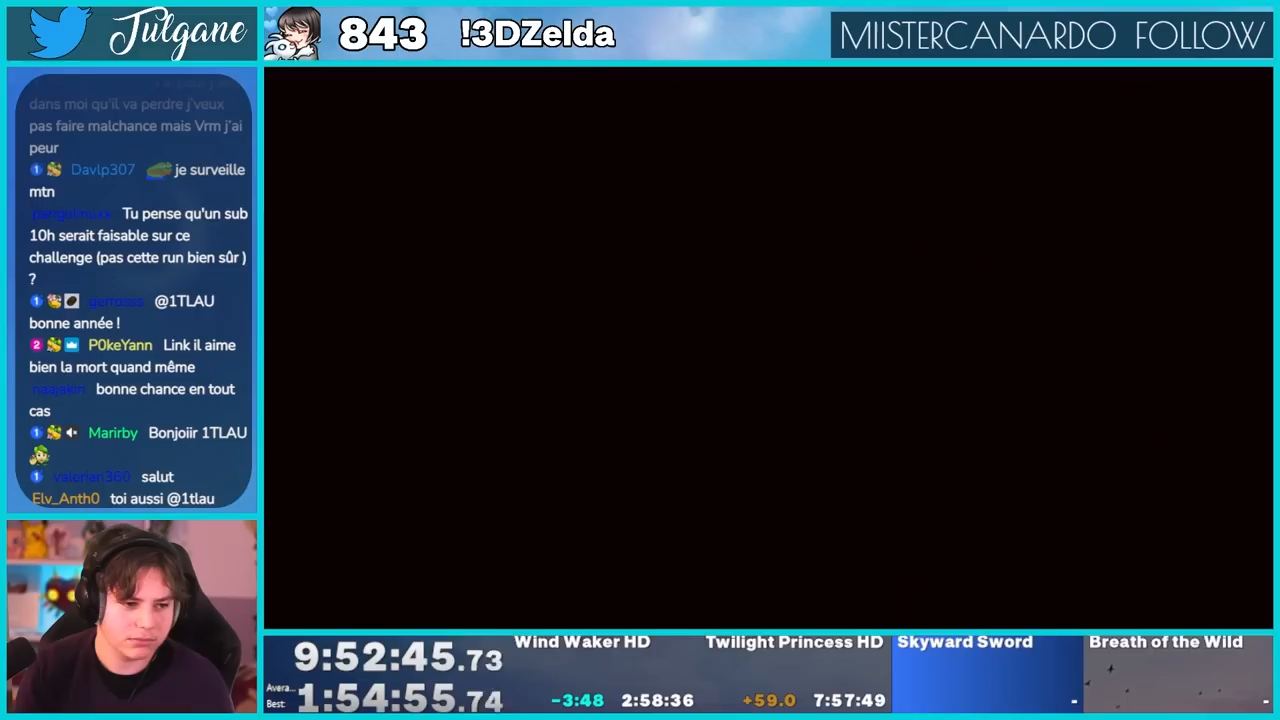 Julgane
843 !3DZelda
MIISTERCANARDO FOLLOW
dans moi qu'il va perdre j'veux
pas faire malchance mais Vrm j'ai
peur
Davlp307 je surveille
mtn
Tu pense qu'un sub
10h serait faisable sur ce
challenge (pas cette run bien sûr )
?
@1TLAU
bonne année !
P0keYann Link il aime
bien la mort quand même
bonne chance en tout
cas
Marirby Bonjoiir 1TLAU
valerian360 salut
Elv_Anth0 toi aussi @1tlau
9:52:45.73
Avera...
Best: 1:54:55.74
Wind Waker HD
-3:48 2:58:36
Twilight Princess HD
+59.0 7:57:49
Skyward Sword
-
Breath of the Wild
-